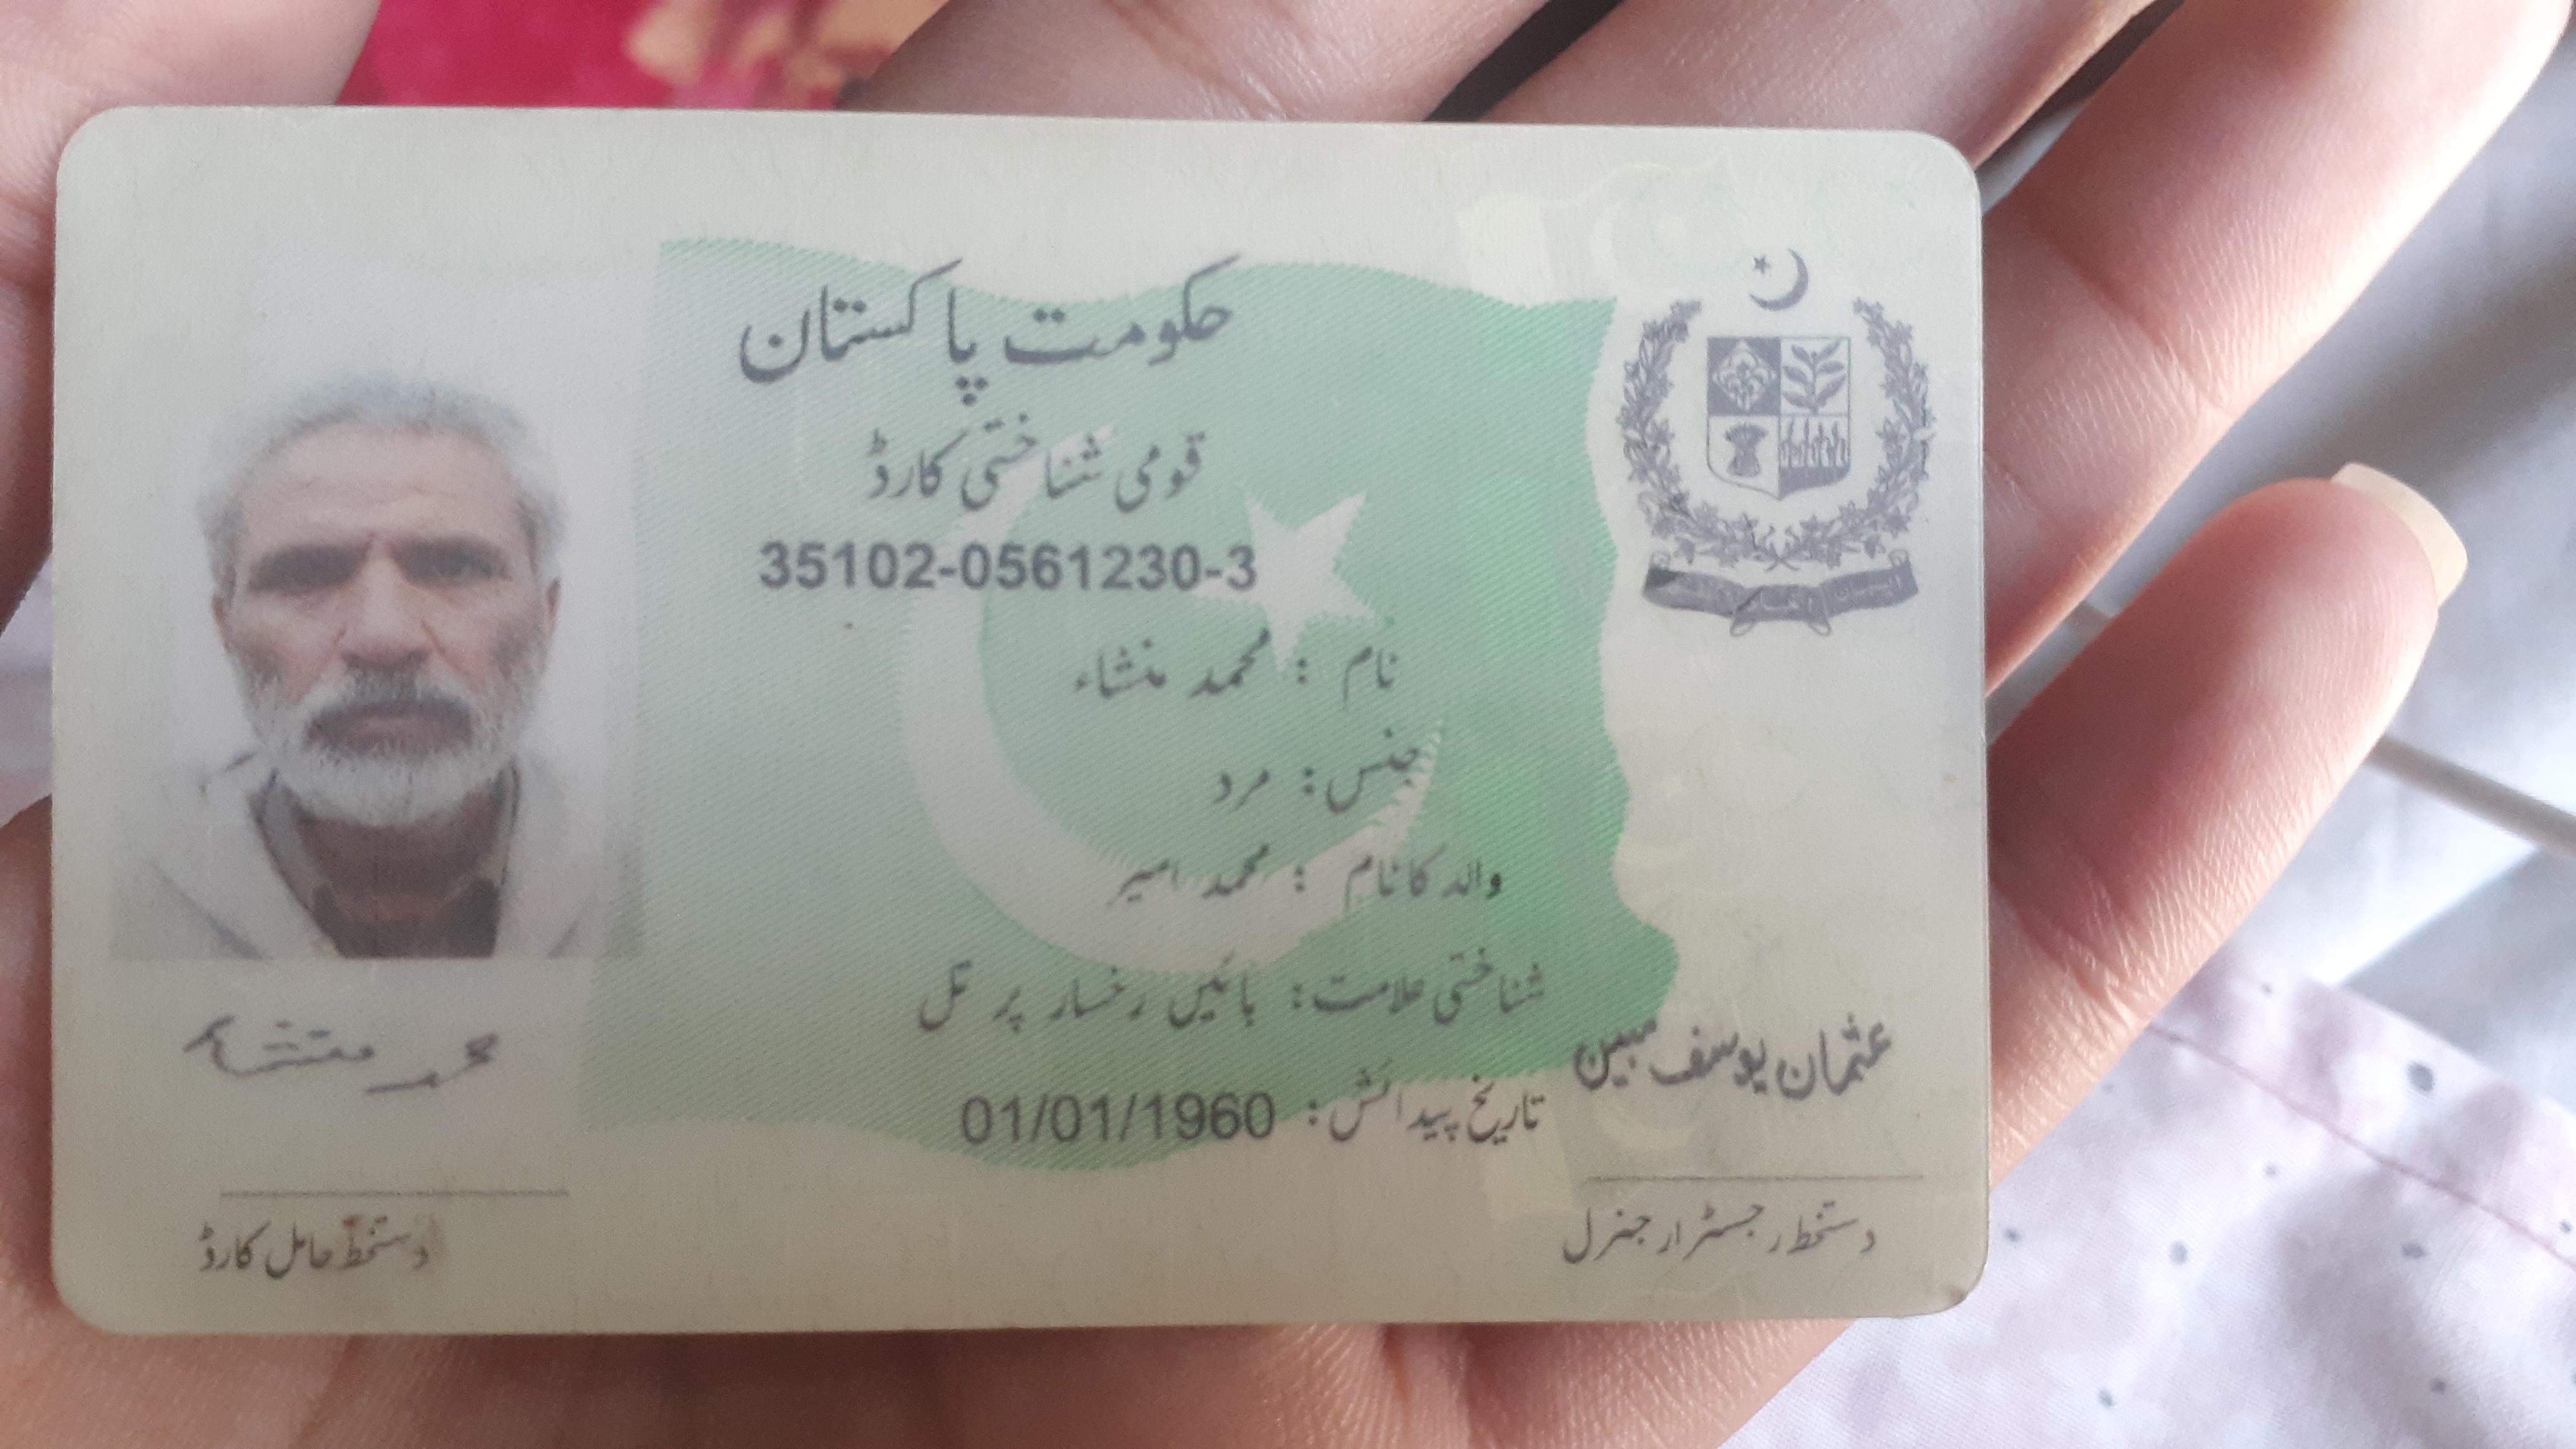 حکومت پاکستان
قومی شناختی کارڈ
35102-0561230-3
نام : محمد منشاء
جنس: مرد
والد کا نام : محمد امیر
شناختی علامت: بائیں رخسار پر تل
تاریخ پیدائش: 01/01/1960
عثمان یوسف مبین
دستخط رجسٹرار جنرل
محمد منشاء
دستخط حامل کارڈ